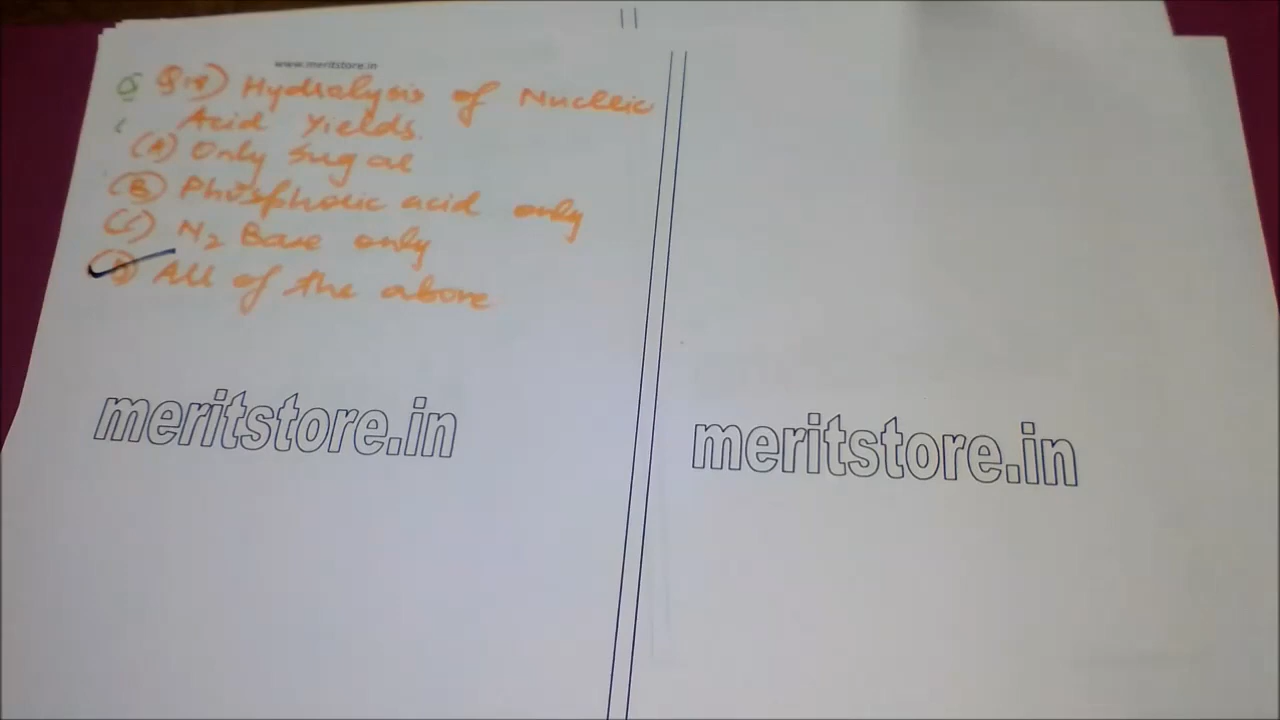 www.meritstore.in
Q18) Hydrolysis of Nucleic
Acid Yields.
(A) Only Sugar
(B) Phosphoric acid only
(C) N2 Base only
(D) All of the above
meritstore.in
meritstore.in